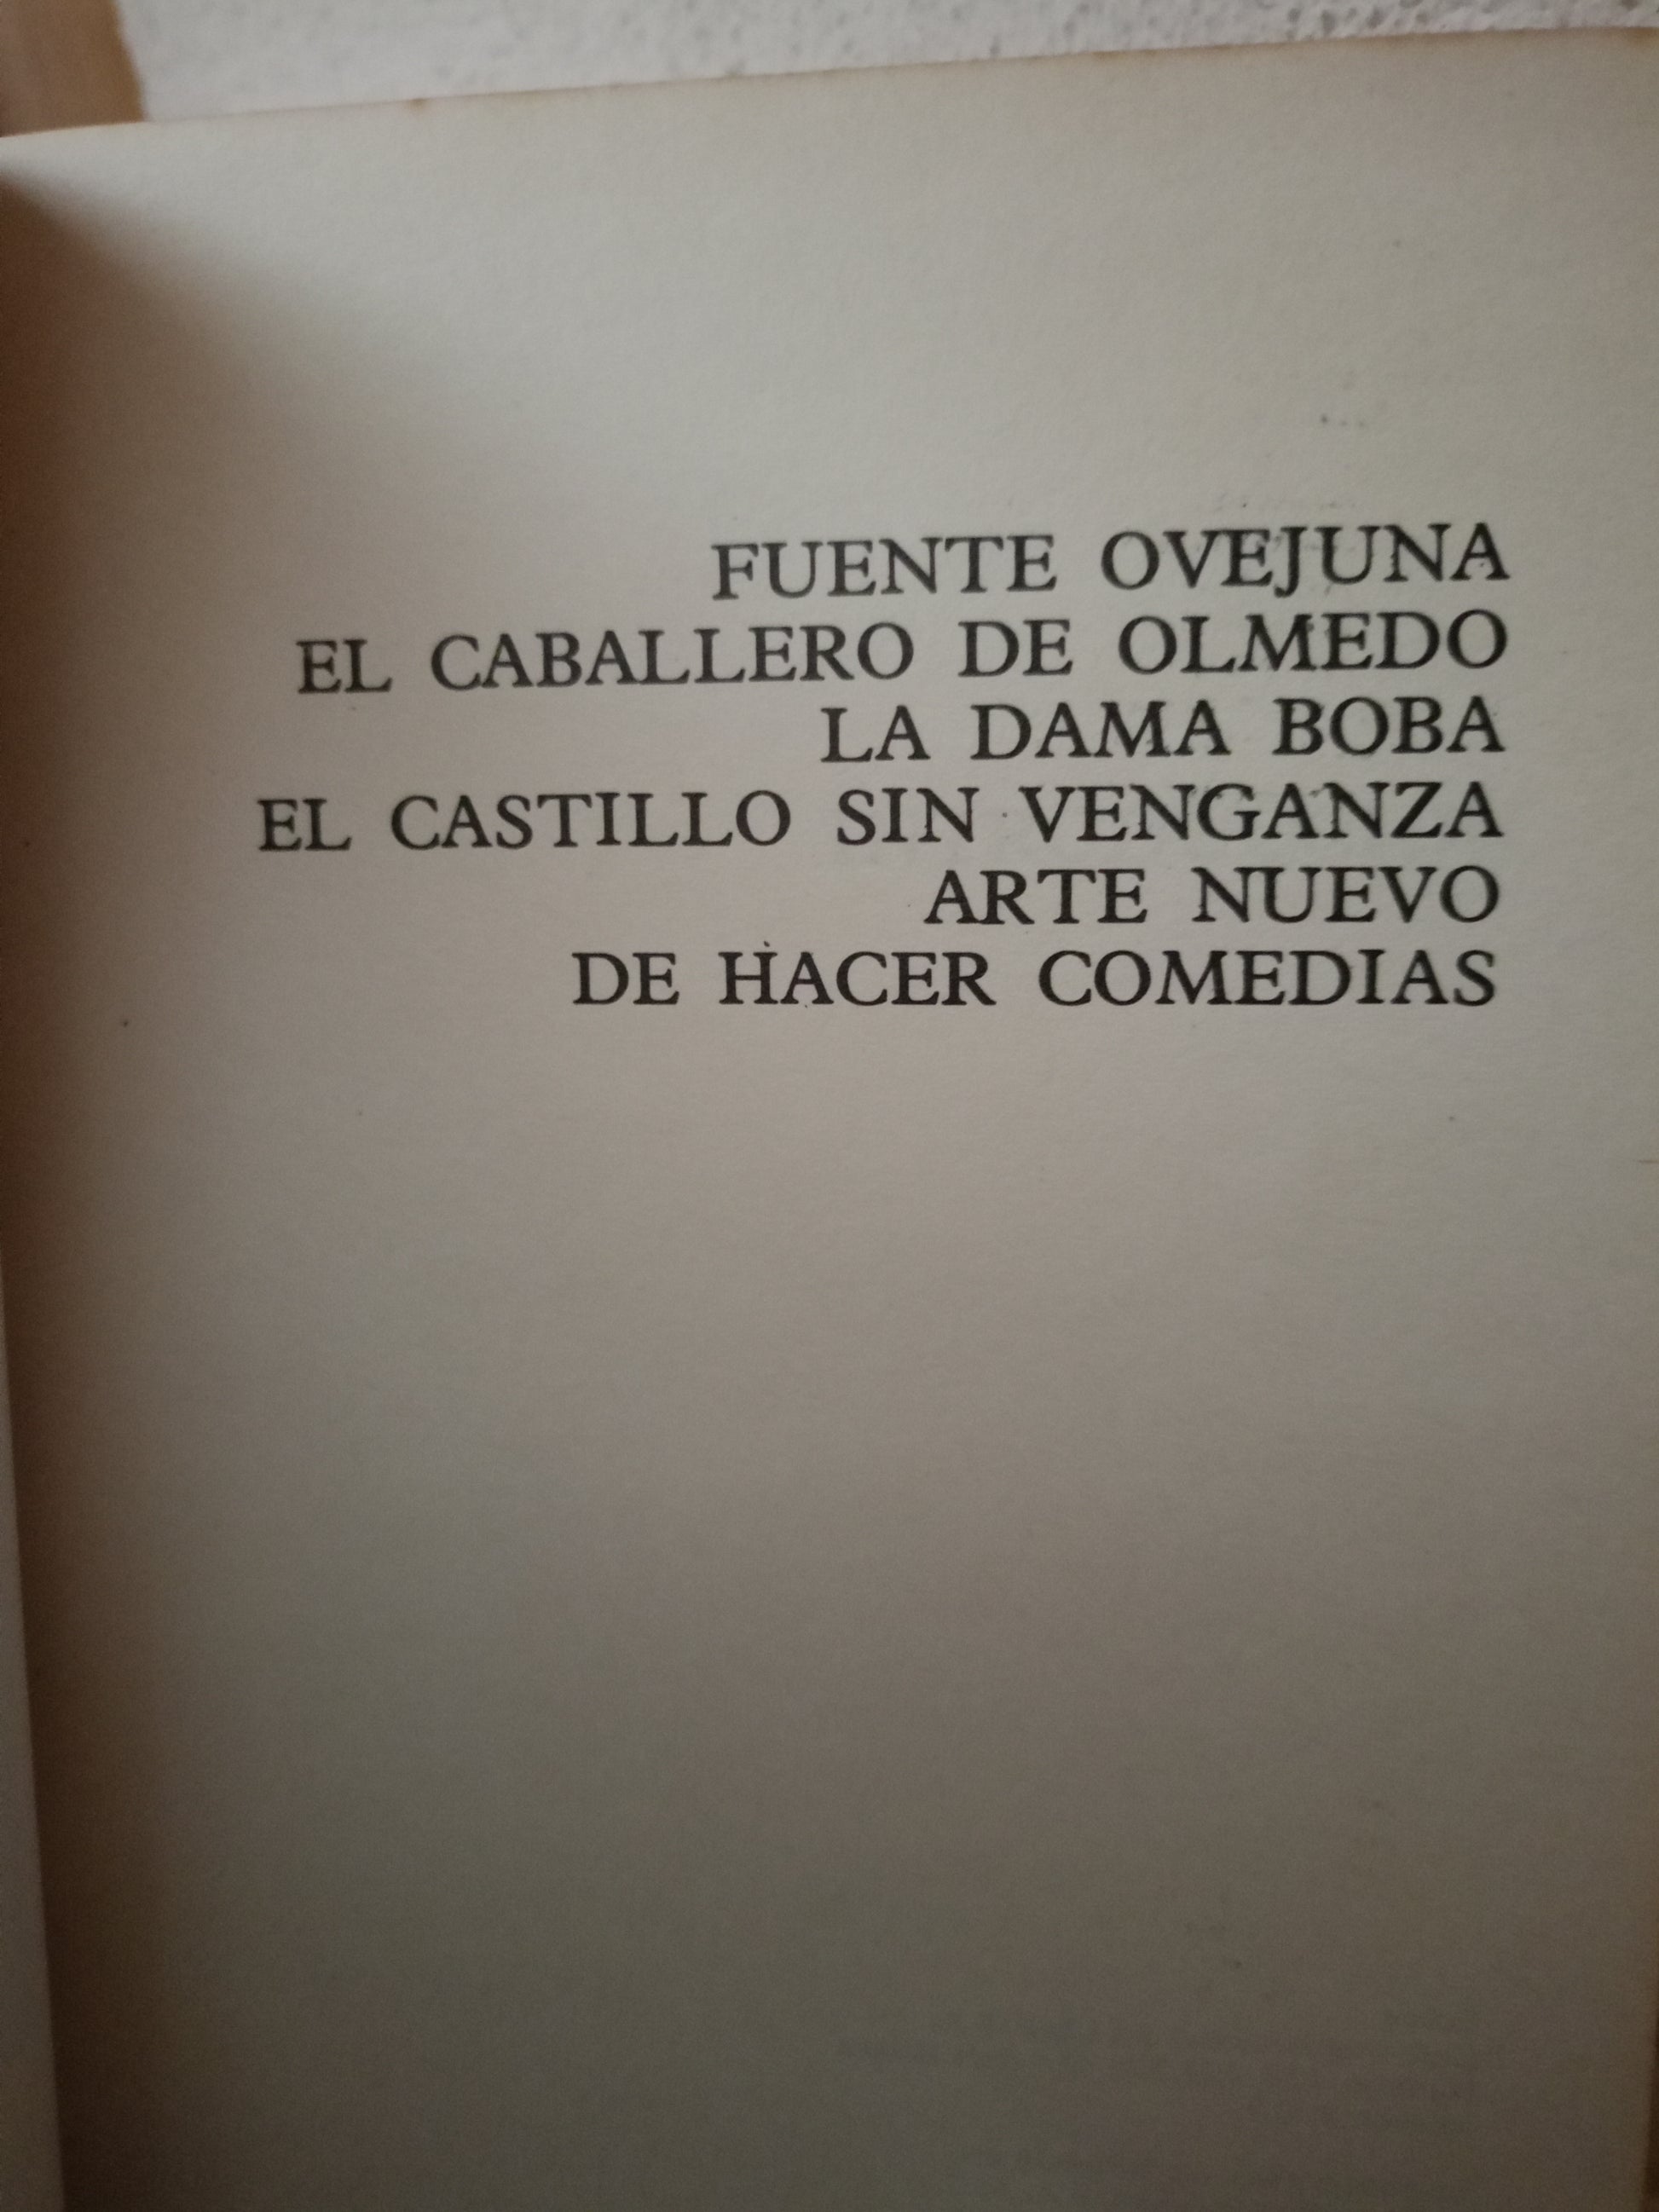 FUENTE OVEJUNA
EL CABALLERO DE OLMEDO
LA DAMA BOBA
EL CASTILLO SIN VENGANZA
ARTE NUEVO
DE HACER COMEDIAS